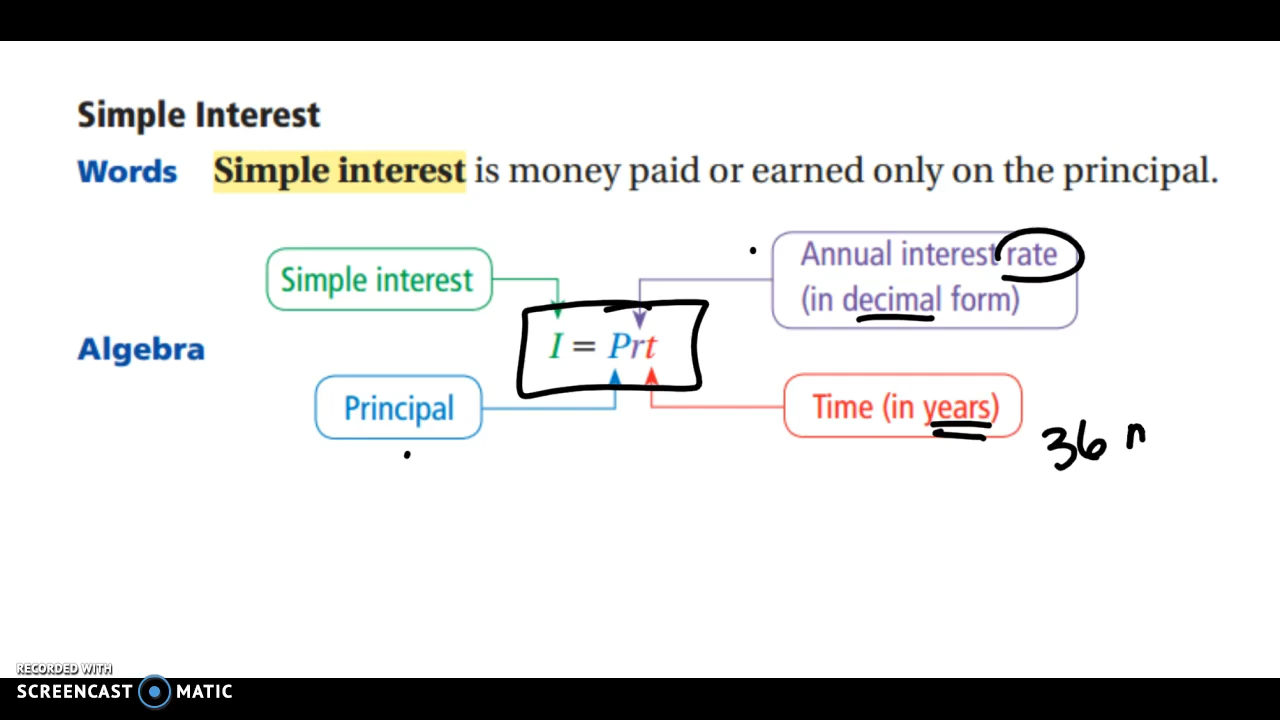 Simple Interest
Words Simple interest is money paid or earned only on the principal.
Simple interest
Annual interest rate
(in decimal form)
Algebra
I = Prt
Principal
Time (in years)
36
RECORDED WITH
SCREENCAST MATIC